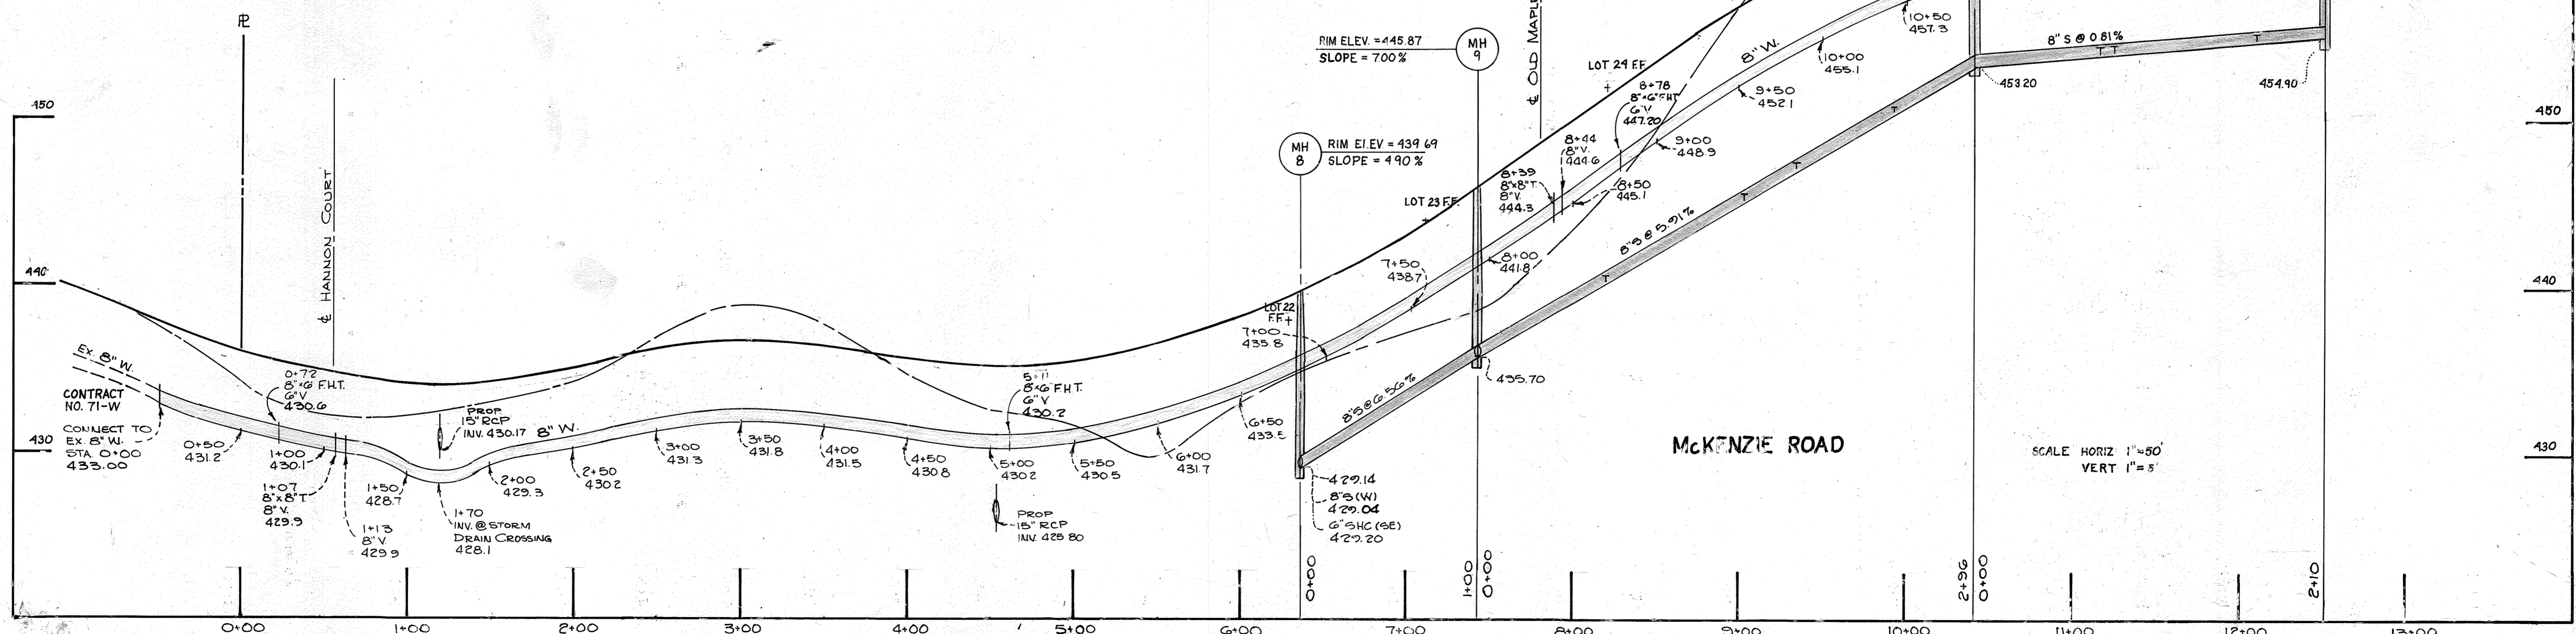 PL
℄ HANNON COURT
450
440
430
EX. 8" W.
CONTRACT
NO. 71-W
CONNECT TO
EX. 8" W.
STA. 0+00
433.00
0+50
431.2
0+72
8"×6" F.H.T.
6"V
430.6
1+00
430.1
1+07
8"x8"T.
8"V.
429.9
1+13
8"V
429.9
1+50
428.7
PROP
15" RCP
INV. 430.17
1+70
INV. @ STORM
DRAIN CROSSING
428.1
8" W.
2+00
429.3
2+50
430.2
3+00
431.3
3+50
431.8
4+00
431.5
4+50
430.8
5+00
430.2
5+11
8"×6" F.H.T.
6"V
430.2
PROP
15" RCP
INV. 425.80
5+50
430.5
6+00
431.7
6+50
7+00
435.8
LOT 22
F.F.
MH
8
RIM ELEV = 439.69
SLOPE = 4.90%
RIM ELEV. = 445.87
SLOPE = 7.00%
MH
9
429.14
8"S (W)
429.04
6" SHC (SE)
429.20
8"S @ 6.56%
435.70
LOT 23 F.F.
7+50
438.7
8+00
441.8
8+39
8"x8"T.
8"V.
444.3
8+44
8"V.
444.6
8+50
445.1
℄ OLD MAPLE
LOT 24 F.F.
8+78
8"×6" F.H.T.
6"V
447.20
8" W.
9+00
448.9
9+50
452.1
10+00
455.1
10+50
457.3
8"S @ 5.91%
T
T
T
T
453.20
8" S @ 0.81%
T T
T
454.90
450
440
430
McKENZIE ROAD
SCALE HORIZ 1"=50'
VERT 1"=5'
0+00
1+00
0+00
2+96
0+00
2+10
0+00
1+00
2+00
3+00
4+00
5+00
6+00
7+00
8+00
9+00
10+00
11+00
12+00
13+00